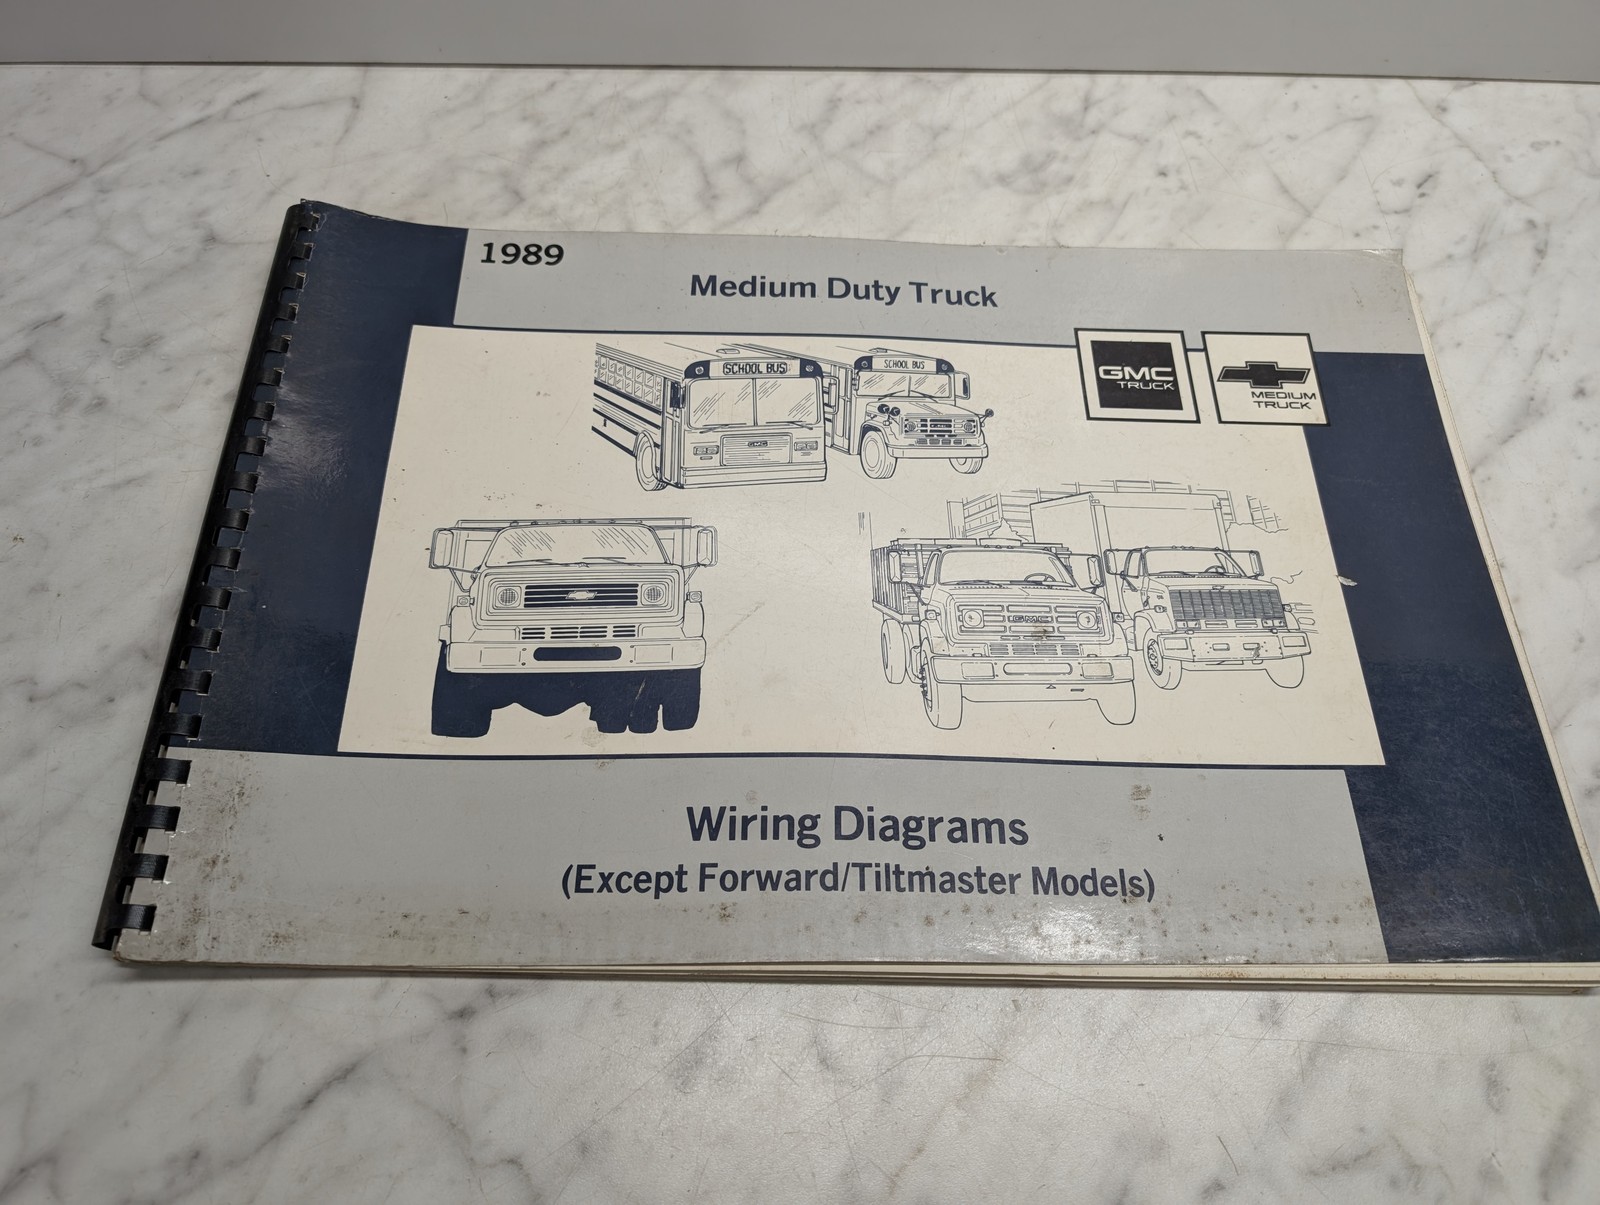 1989
Medium Duty Truck
GMC
TRUCK
MEDIUM
TRUCK
SCHOOL BUS
SCHOOL BUS
GMC
GMC
Wiring Diagrams
(Except Forward/Tiltmaster Models)